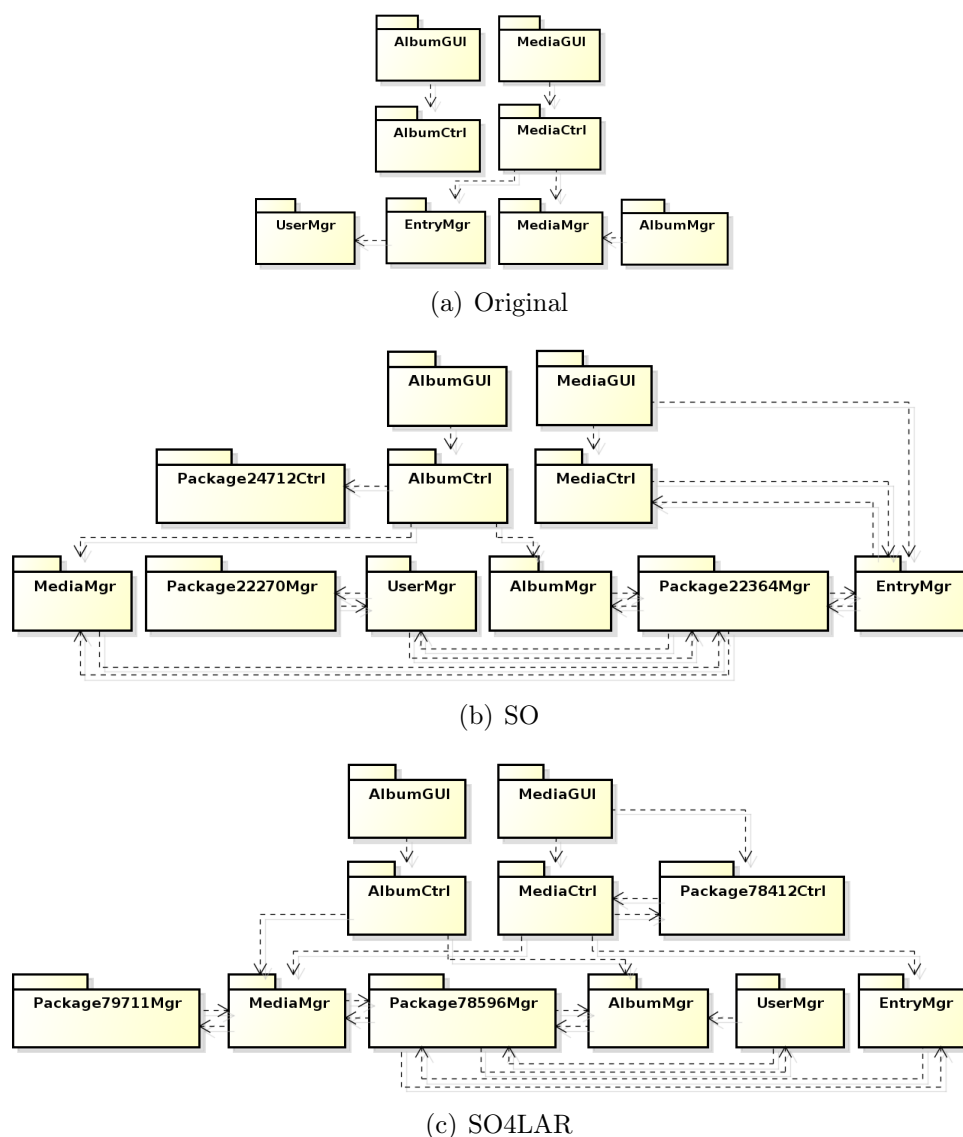 AlbumGUI MediaGUI
AlbumCtrl MediaCtrl
UserMgr EntryMgr MediaMgr AlbumMgr
(a) Original
AlbumGUI MediaGUI
Package24712Ctrl AlbumCtrl MediaCtrl
MediaMgr Package22270Mgr UserMgr AlbumMgr Package22364Mgr EntryMgr
(b) SO
AlbumGUI MediaGUI
AlbumCtrl MediaCtrl Package78412Ctrl
Package79711Mgr MediaMgr Package78596Mgr AlbumMgr UserMgr EntryMgr
(c) SO4LAR